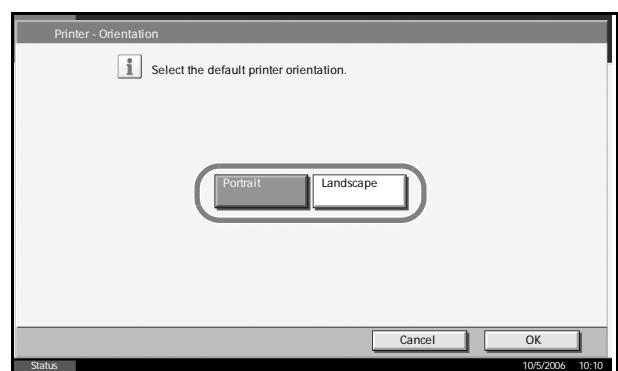 Printer - Orientation
i Select the default printer orientation.
Portrait Landscape
Cancel OK
Status 10/5/2006 10:10